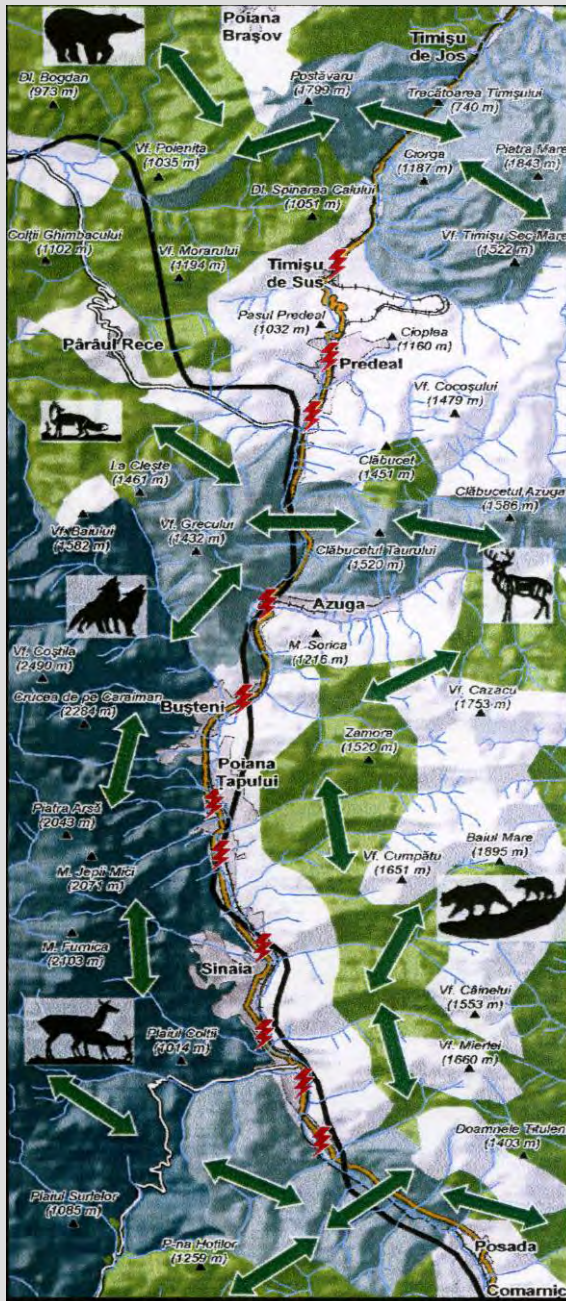 Poiana
Brașov
Timișu
de Jos
Dl. Bogdan
(973 m)
Postăvaru
(1799 m)
Trecătoarea Timișului
(740 m)
Vf. Poienița
(1035 m)
Ciorga
(1187 m)
Piatra Mare
(1843 m)
Dl. Spinarea Calului
(1051 m)
Colții Ghimbacului
(1102 m)
Vf. Morarului
(1194 m)
Vf. Timișu Sec Mare
(1522 m)
Timișu
de Sus
Pasul Predeal
(1032 m)
Cioplea
(1160 m)
Pârâul Rece
Predeal
Vf. Cocoșului
(1479 m)
Clăbucet
(1451 m)
La Clește
(1461 m)
Clăbucetul Azuga
(1586 m)
Vf. Baiului
(1582 m)
Vf. Grecului
(1432 m)
Clăbucetul Taurului
(1520 m)
Azuga
M. Sorica
(1216 m)
Vf. Coștila
(2490 m)
Crucea de pe Caraiman
(2284 m)
Bușteni
Vf. Cazacu
(1753 m)
Zamora
(1520 m)
Poiana
Țapului
Piatra Arsă
(2043 m)
M. Jepii Mici
(2071 m)
Vf. Cumpătu
(1651 m)
Baiul Mare
(1895 m)
M. Furnica
(2103 m)
Sinaia
Vf. Câinelui
(1553 m)
Plaiul Colții
(1014 m)
Vf. Mierlei
(1660 m)
Doamnele Titulen
(1403 m)
Plaiul Surlelor
(1085 m)
P-na Hoților
(1259 m)
Posada
Comarnic